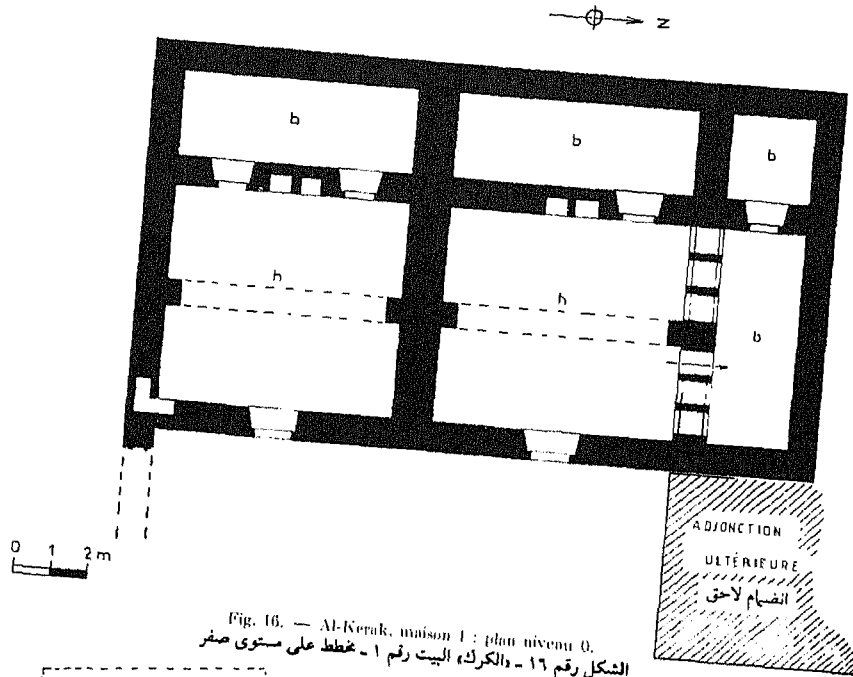 N
b
b
b
h
h
b
0 1 2 m
ADJONCTION
ULTÉRIEURE
انضمام لاحق
Fig. 16. — Al-Kerak, maison 1 : plan niveau 0.
الشكل رقم ١٦ - «الكرك» البيت رقم ١ - مخطط على مستوى صفر